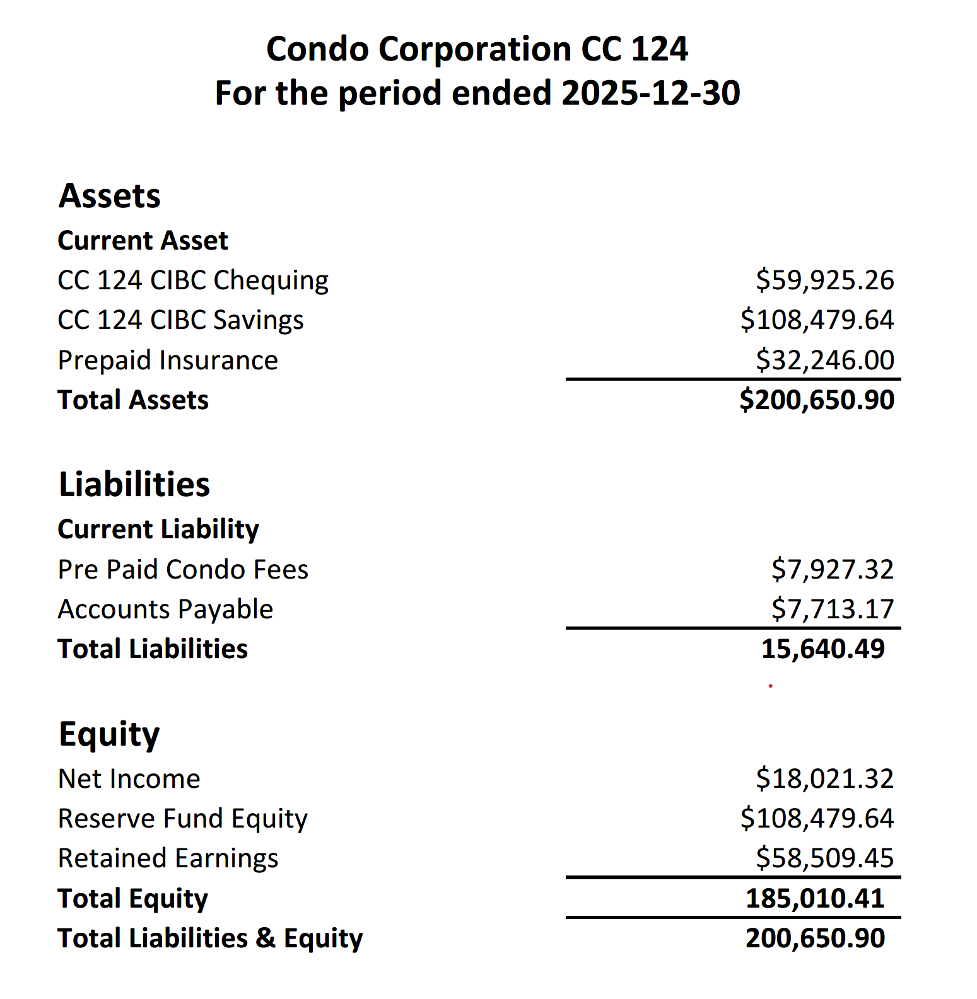 Condo Corporation CC 124
For the period ended 2025-12-30
Assets
Current Asset
CC 124 CIBC Chequing $59,925.26
CC 124 CIBC Savings $108,479.64
Prepaid Insurance $32,246.00
Total Assets $200,650.90
Liabilities
Current Liability
Pre Paid Condo Fees $7,927.32
Accounts Payable $7,713.17
Total Liabilities 15,640.49
Equity
Net Income $18,021.32
Reserve Fund Equity $108,479.64
Retained Earnings $58,509.45
Total Equity 185,010.41
Total Liabilities & Equity 200,650.90